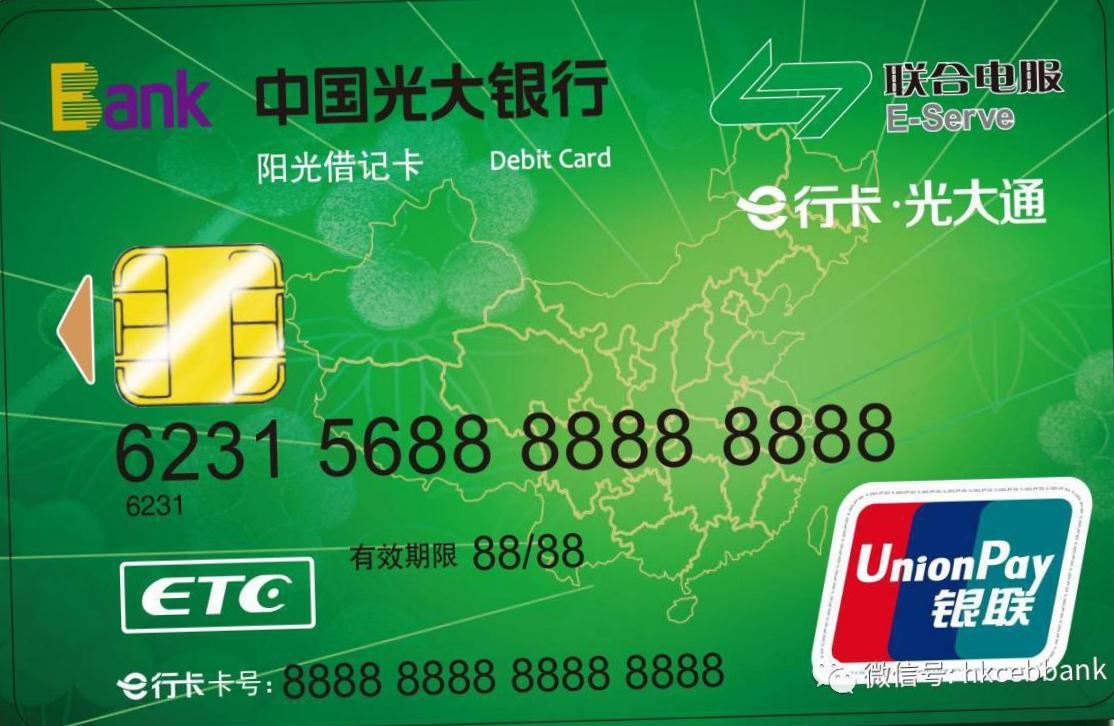 Bank 中国光大银行
阳光借记卡 Debit Card
联合电服
E-Serve
e行卡·光大通
6231 5688 8888 8888
6231
有效期限 88/88
ETC
UnionPay
银联
e行卡卡号: 8888 8888 8888 8888
微信号: hkcebbank